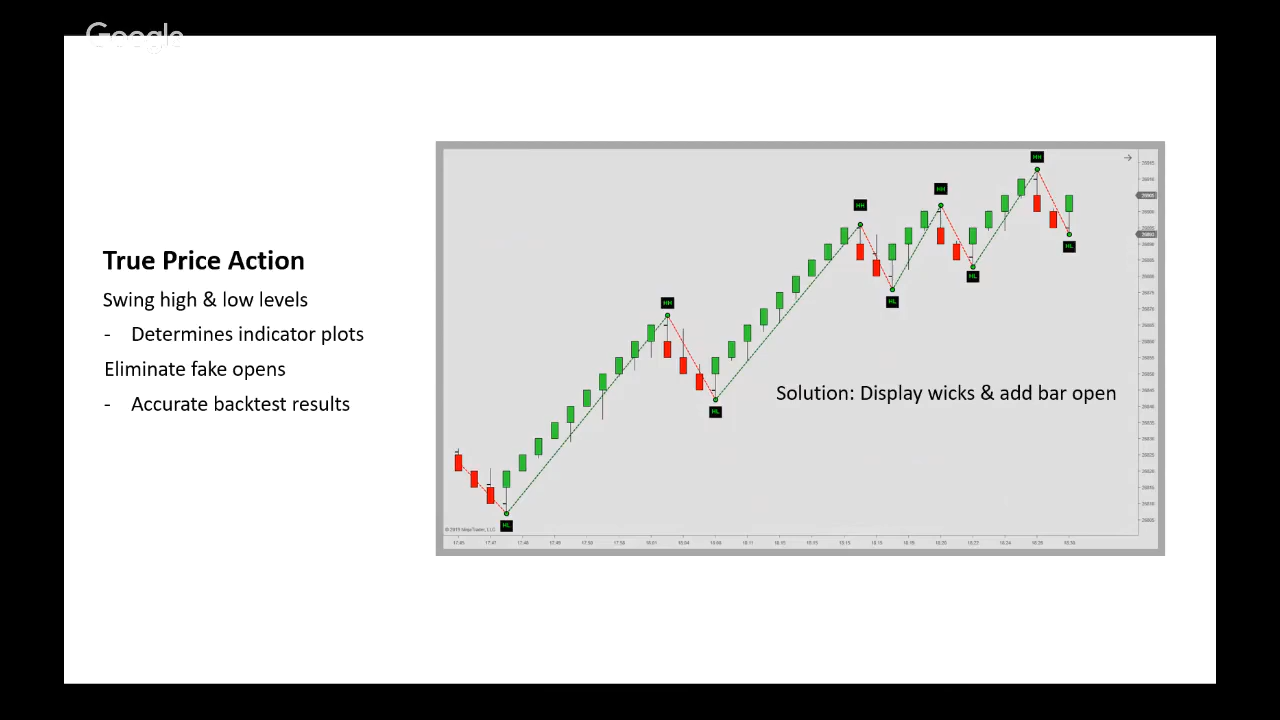 Google
True Price Action
Swing high & low levels
- Determines indicator plots
Eliminate fake opens
- Accurate backtest results
Solution: Display wicks & add bar open
HH
HH
HH
HH
HL
HL
HL
HL
HL